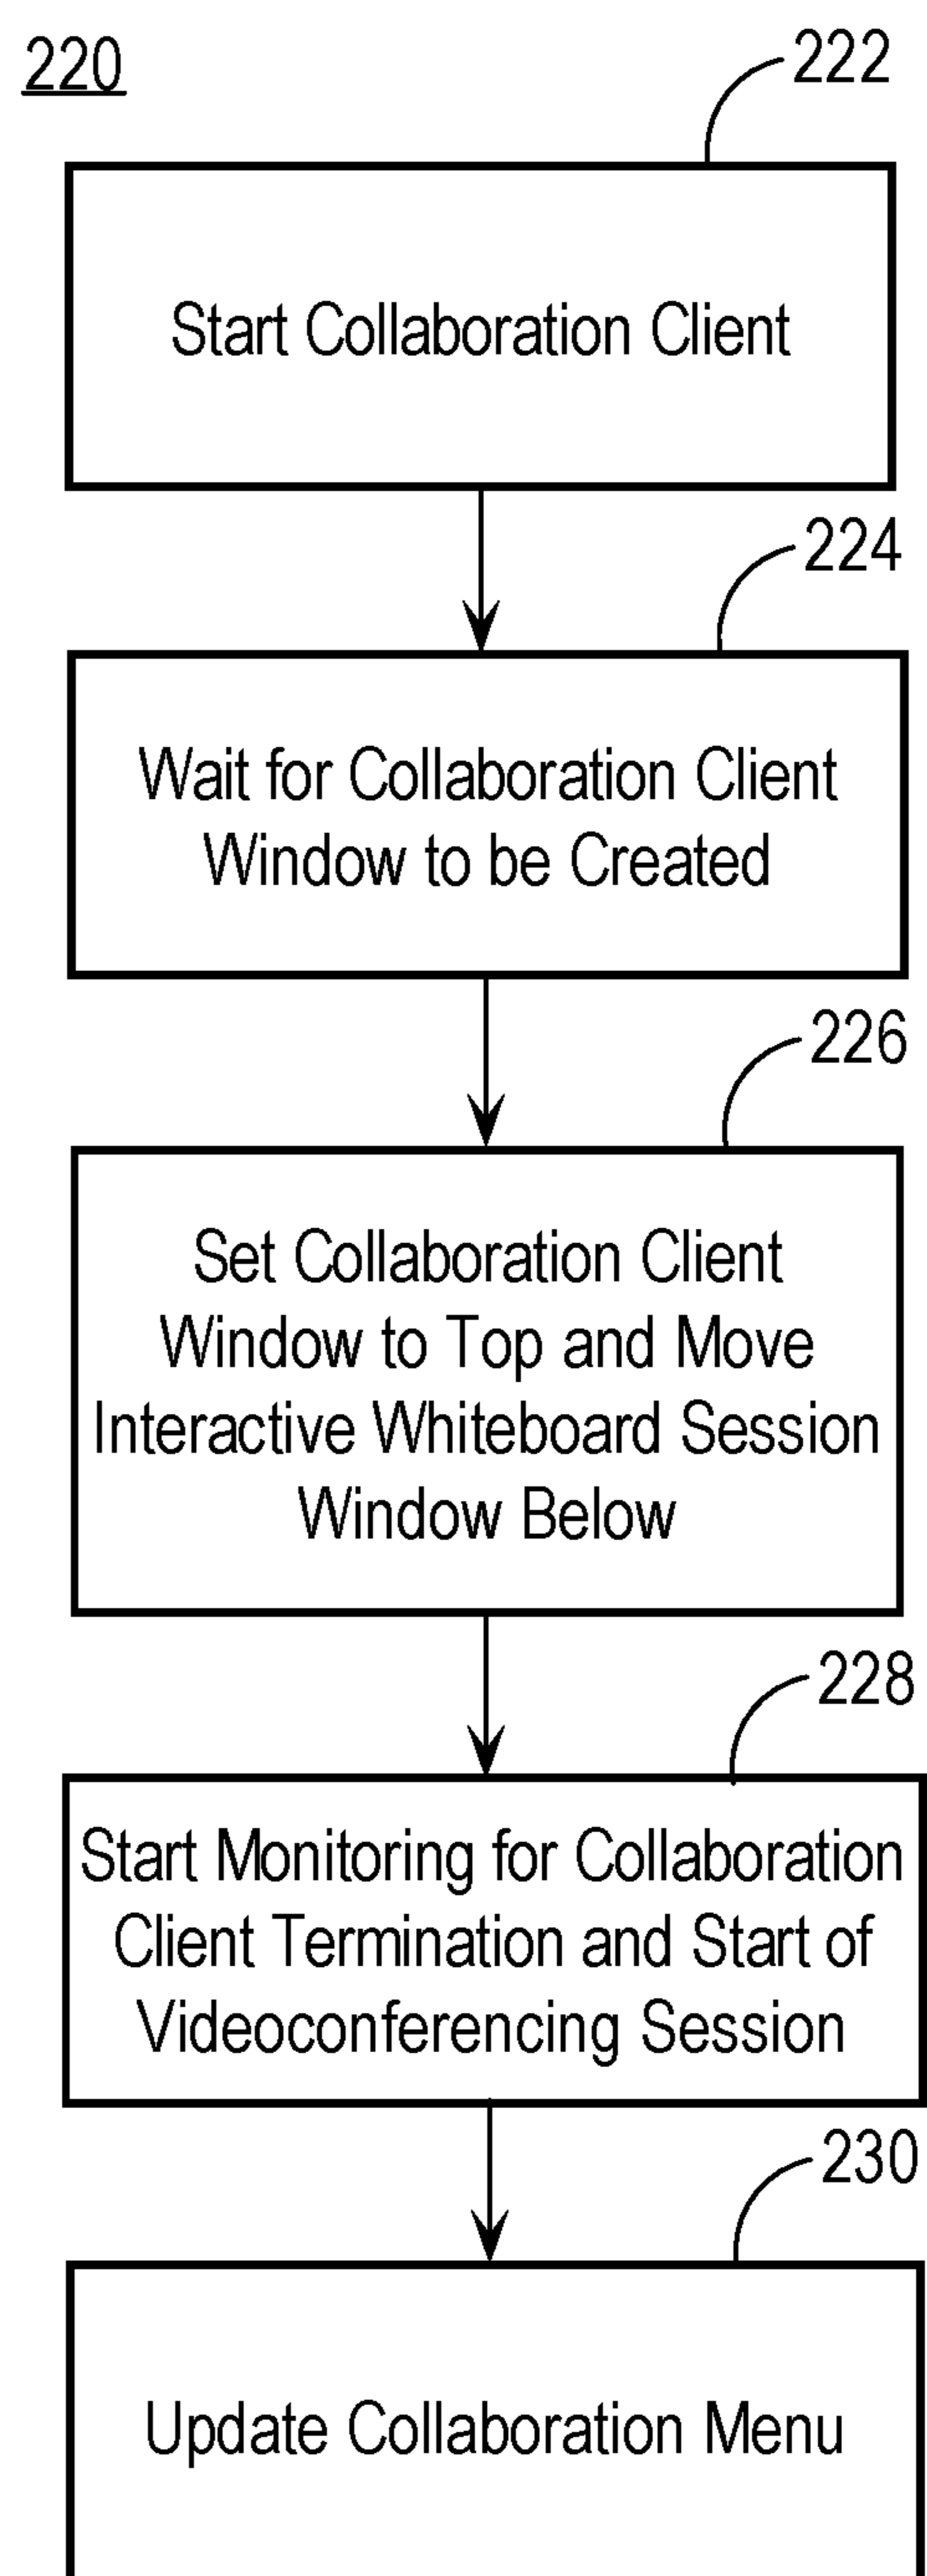 220
222
Start Collaboration Client
224
Wait for Collaboration Client
Window to be Created
226
Set Collaboration Client
Window to Top and Move
Interactive Whiteboard Session
Window Below
228
Start Monitoring for Collaboration
Client Termination and Start of
Videoconferencing Session
230
Update Collaboration Menu